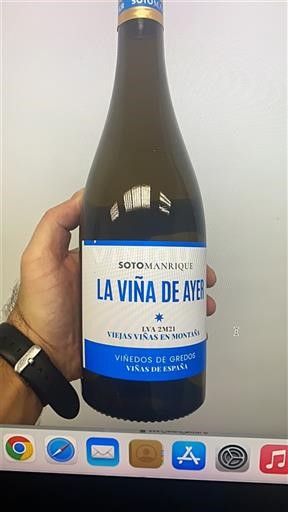 SOTOMANRIQUE
LA VIÑA DE AYER
LVA 2M21
VIEJAS VIÑAS EN MONTAÑA
VIÑEDOS DE GREDOS
VIÑAS DE ESPAÑA